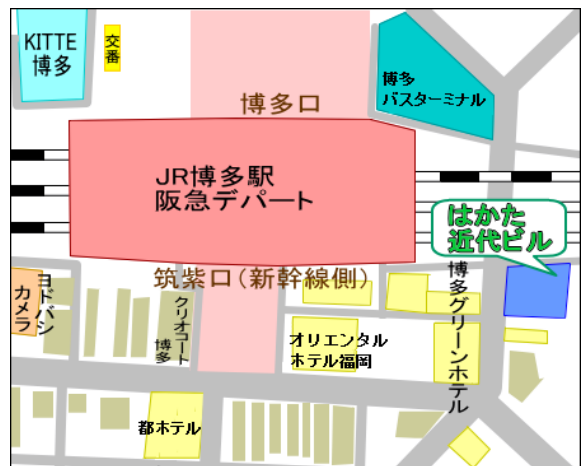 KITTE
博多
交番
博多
バスターミナル
博多口
JR博多駅
阪急デパート
はかた
近代ビル
筑紫口(新幹線側)
ヨドバシ
カメラ
クリオコート
博多
オリエンタル
ホテル福岡
博多グリーンホテル
都ホテル